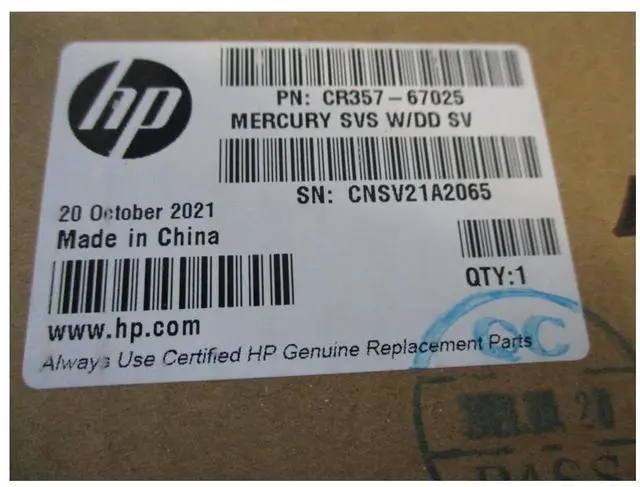 hp
PN: CR357-67025
MERCURY SVS W/DD SV
SN: CNSV21A2065
20 October 2021
Made in China
QTY:1
www.hp.com
Always Use Certified HP Genuine Replacement Parts
QC
PASS